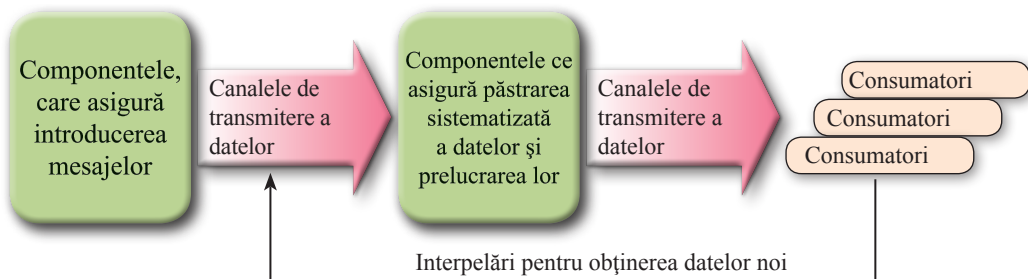 Componentele,
care asigură
introducerea
mesajelor
Canalele de
transmitere a
datelor
Componentele ce
asigură păstrarea
sistematizată
a datelor şi
prelucrarea lor
Canalele de
transmitere a
datelor
Consumatori
Consumatori
Consumatori
Interpelări pentru obţinerea datelor noi